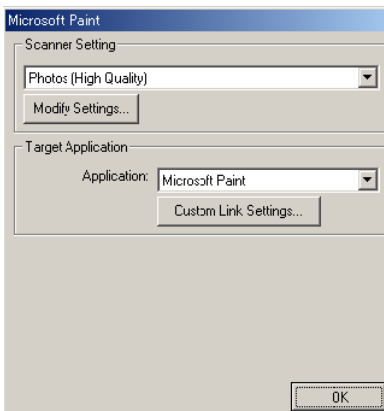 Microsoft Paint
Scanner Setting
Photos (High Quality)
Modify Settings...
Target Application
Application: Microsoft Paint
Custom Link Settings...
OK